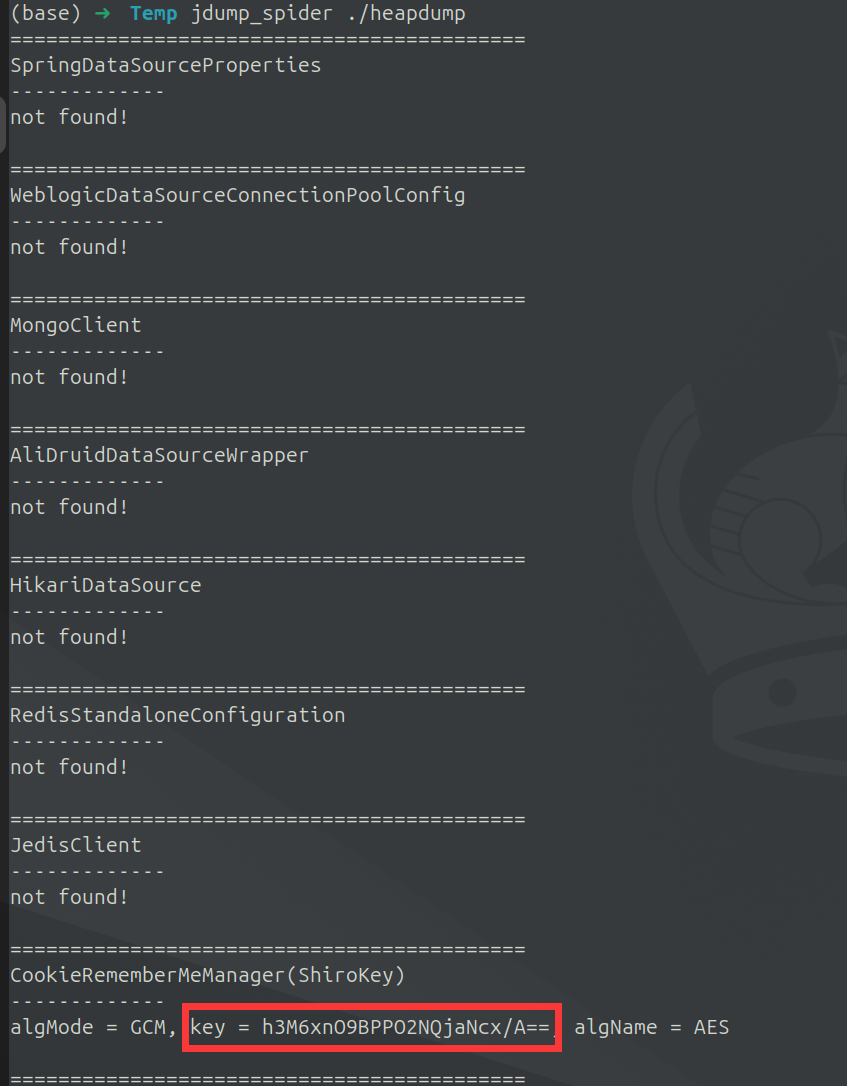 (base) → Temp jdump_spider ./heapdump
===========================================
SpringDataSourceProperties
-------------
not found!
===========================================
WeblogicDataSourceConnectionPoolConfig
-------------
not found!
===========================================
MongoClient
-------------
not found!
===========================================
AliDruidDataSourceWrapper
-------------
not found!
===========================================
HikariDataSource
-------------
not found!
===========================================
RedisStandaloneConfiguration
-------------
not found!
===========================================
JedisClient
-------------
not found!
===========================================
CookieRememberMeManager(ShiroKey)
-------------
algMode = GCM, key = h3M6xnO9BPPO2NQjaNcx/A==, algName = AES
===========================================